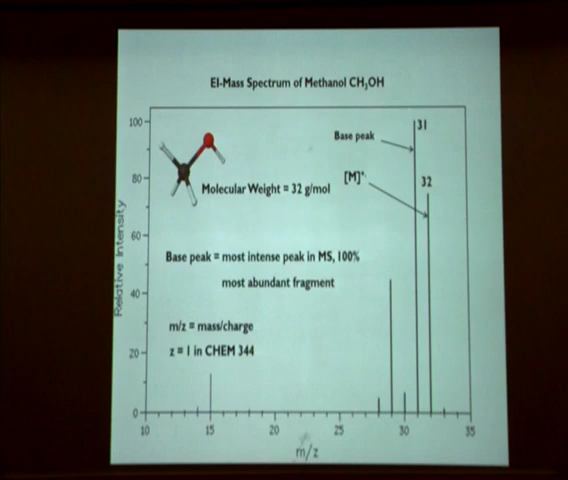 EI-Mass Spectrum of Methanol CH₃OH
100
31
Base peak
80
[M]⁺·
32
Molecular Weight = 32 g/mol
60
Relative Intensity
Base peak = most intense peak in MS, 100%
most abundant fragment
40
m/z = mass/charge
z = 1 in CHEM 344
20
0
10
15
20
25
30
35
m/z